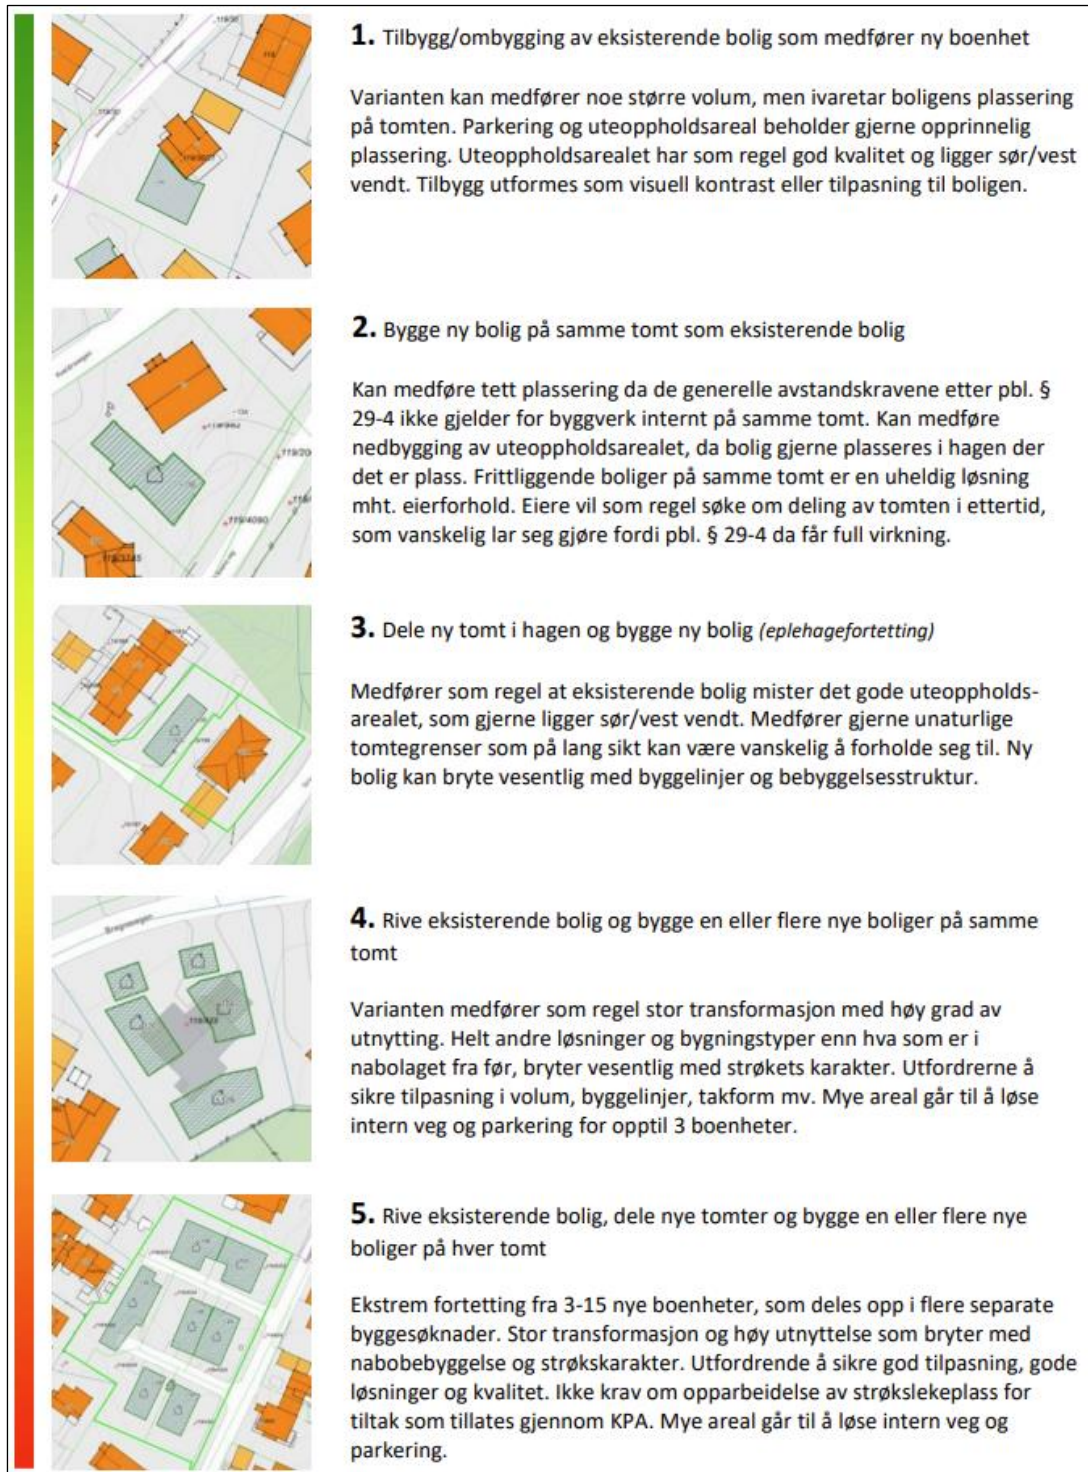 1. Tilbygg/ombygging av eksisterende bolig som medfører ny boenhet
Varianten kan medfører noe større volum, men ivaretar boligens plassering
på tomten. Parkering og uteoppholdsareal beholder gjerne opprinnelig
plassering. Uteoppholdsarealet har som regel god kvalitet og ligger sør/vest
vendt. Tilbygg utformes som visuell kontrast eller tilpasning til boligen.
2. Bygge ny bolig på samme tomt som eksisterende bolig
Kan medføre tett plassering da de generelle avstandskravene etter pbl. §
29-4 ikke gjelder for byggverk internt på samme tomt. Kan medføre
nedbygging av uteoppholdsarealet, da bolig gjerne plasseres i hagen der
det er plass. Frittliggende boliger på samme tomt er en uheldig løsning
mht. eierforhold. Eiere vil som regel søke om deling av tomten i ettertid,
som vanskelig lar seg gjøre fordi pbl. § 29-4 da får full virkning.
119/4090
3. Dele ny tomt i hagen og bygge ny bolig (eplehagefortetting)
Medfører som regel at eksisterende bolig mister det gode uteoppholds-
arealet, som gjerne ligger sør/vest vendt. Medfører gjerne unaturlige
tomtegrenser som på lang sikt kan være vanskelig å forholde seg til. Ny
bolig kan bryte vesentlig med byggelinjer og bebyggelsesstruktur.
4. Rive eksisterende bolig og bygge en eller flere nye boliger på samme
tomt
Varianten medfører som regel stor transformasjon med høy grad av
utnytting. Helt andre løsninger og bygningstyper enn hva som er i
nabolaget fra før, bryter vesentlig med strøkets karakter. Utfordrerne å
sikre tilpasning i volum, byggelinjer, takform mv. Mye areal går til å løse
intern veg og parkering for opptil 3 boenheter.
5. Rive eksisterende bolig, dele nye tomter og bygge en eller flere nye
boliger på hver tomt
Ekstrem fortetting fra 3-15 nye boenheter, som deles opp i flere separate
byggesøknader. Stor transformasjon og høy utnyttelse som bryter med
nabobebyggelse og strøkskarakter. Utfordrende å sikre god tilpasning, gode
løsninger og kvalitet. Ikke krav om opparbeidelse av strøkslekeplass for
tiltak som tillates gjennom KPA. Mye areal går til å løse intern veg og
parkering.